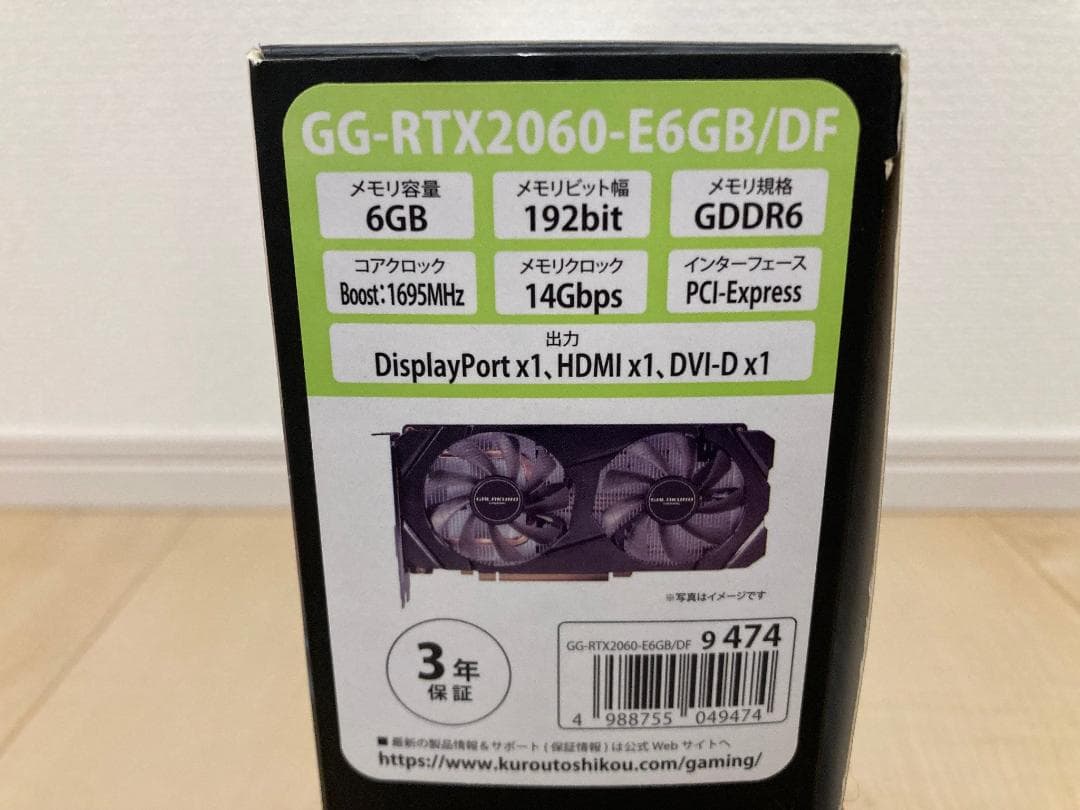 GG-RTX2060-E6GB/DF
メモリ容量
6GB
メモリビット幅
192bit
メモリ規格
GDDR6
コアクロック
Boost:1695MHz
メモリクロック
14Gbps
インターフェース
PCI-Express
出力
DisplayPort x1、HDMI x1、DVI-D x1
GALAKURO
GALAKURO
※写真はイメージです
3年
保証
GG-RTX2060-E6GB/DF 9 474
4 988755 049474
■ 最新の製品情報&サポート(保証情報)は公式Webサイトへ
https://www.kuroutoshikou.com/gaming/